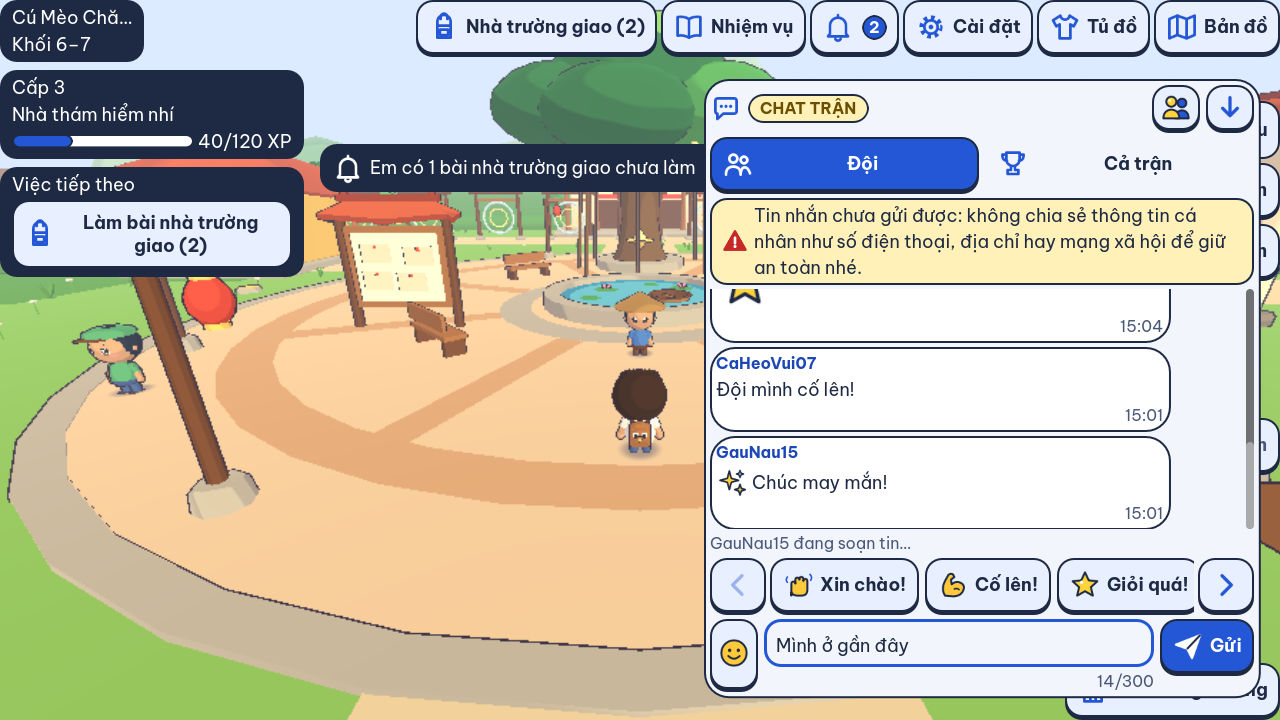 Cú Mèo Chă...
Khối 6–7
Nhà trường giao (2)
Nhiệm vụ
2
Cài đặt
Tủ đồ
Bản đồ
Cấp 3
Nhà thám hiểm nhí
40/120 XP
Việc tiếp theo
Làm bài nhà trường
giao (2)
Em có 1 bài nhà trường giao chưa làm
CHAT TRẬN
Đội
Cả trận
Tin nhắn chưa gửi được: không chia sẻ thông tin cá
nhân như số điện thoại, địa chỉ hay mạng xã hội để giữ
an toàn nhé.
15:04
CaHeoVui07
Đội mình cố lên!
15:01
GauNau15
Chúc may mắn!
15:01
GauNau15 đang soạn tin...
Xin chào!
Cố lên!
Giỏi quá!
Mình ở gần đây
Gửi
14/300